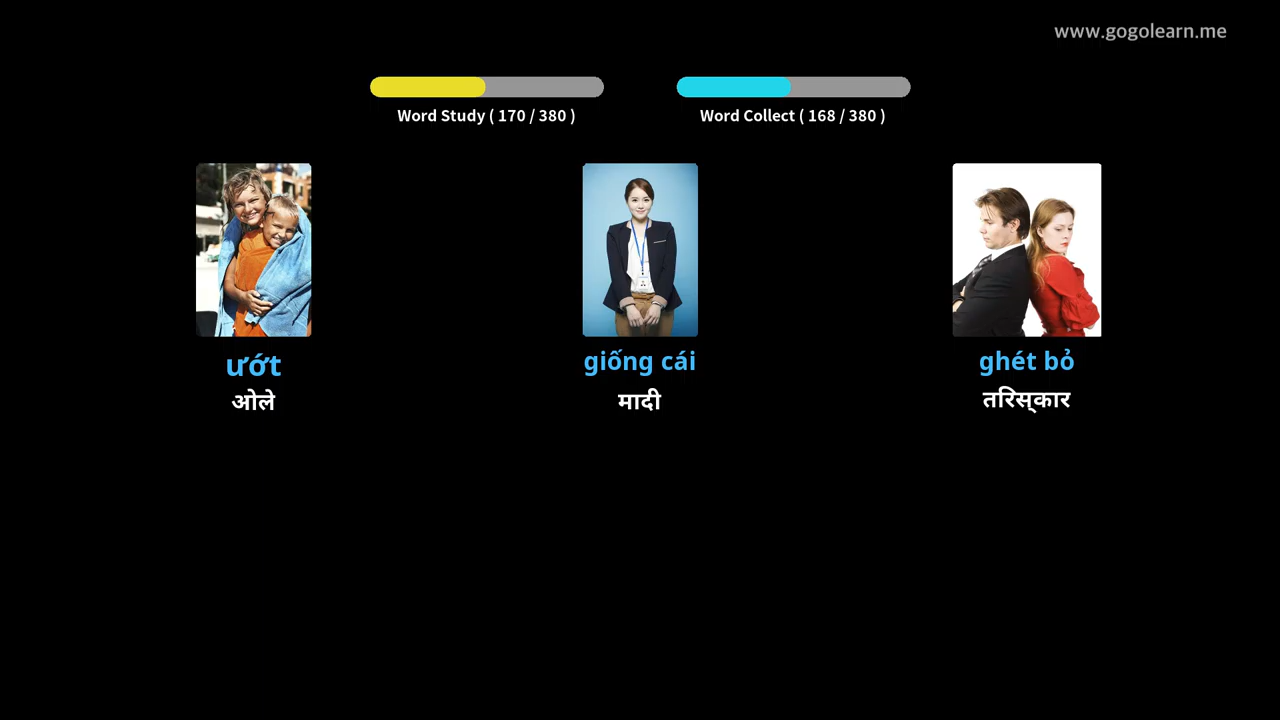 www.gogolearn.me
Word Study ( 170 / 380 )
Word Collect ( 168 / 380 )
ướt
giống cái
ghét bỏ
ओले
मादी
तरिस्कार